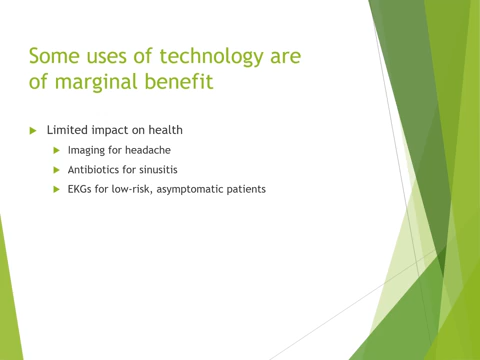 Some uses of technology are
of marginal benefit
Limited impact on health
Imaging for headache
Antibiotics for sinusitis
EKGs for low-risk, asymptomatic patients